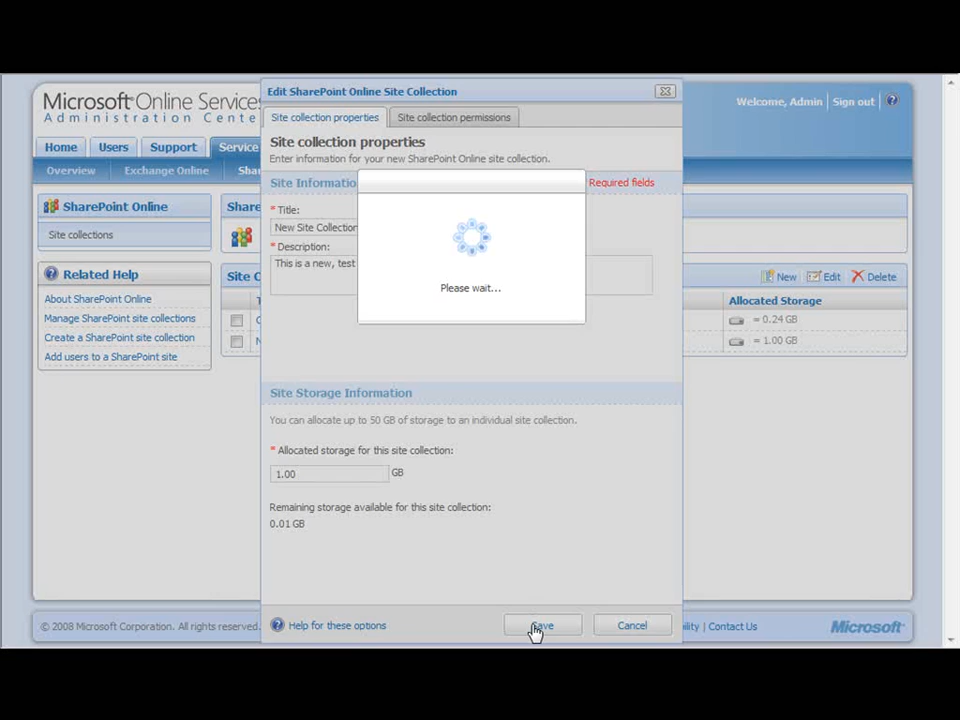 Edit SharePoint Online Site Collection
Microsoft Online Services
Administration Center
Welcome, Admin Sign out
Home Users Support Service
Site collection properties Site collection permissions
Overview Exchange Online
Site collection properties
Enter information for your new SharePoint Online site collection.
SharePoint Online
Site collections
Site Information
Required fields
* Title:
New Site Collection
* Description:
This is a new, test
Please wait...
Related Help
About SharePoint Online
Manage SharePoint site collections
Create a SharePoint site collection
Add users to a SharePoint site
Site C
New Edit Delete
Allocated Storage
= 0.24 GB
= 1.00 GB
Site Storage Information
You can allocate up to 50 GB of storage to an individual site collection.
* Allocated storage for this site collection:
1.00 GB
Remaining storage available for this site collection:
0.01 GB
Help for these options
Save Cancel
© 2008 Microsoft Corporation. All rights reserved.
| Contact Us
Microsoft